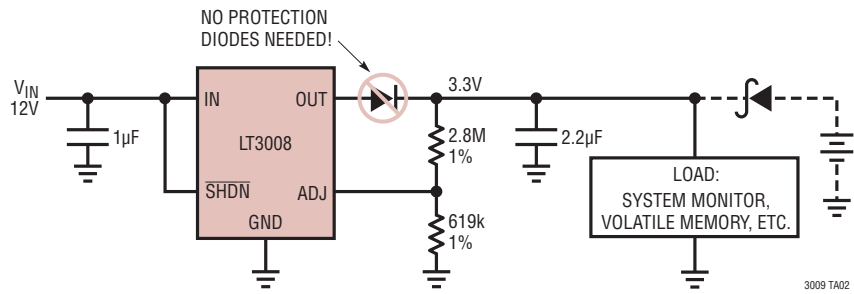 NO PROTECTION
DIODES NEEDED!
VIN
12V
1µF
IN
OUT
LT3008
SHDN
ADJ
GND
3.3V
2.8M
1%
619k
1%
2.2µF
LOAD:
SYSTEM MONITOR,
VOLATILE MEMORY, ETC.
3009 TA02